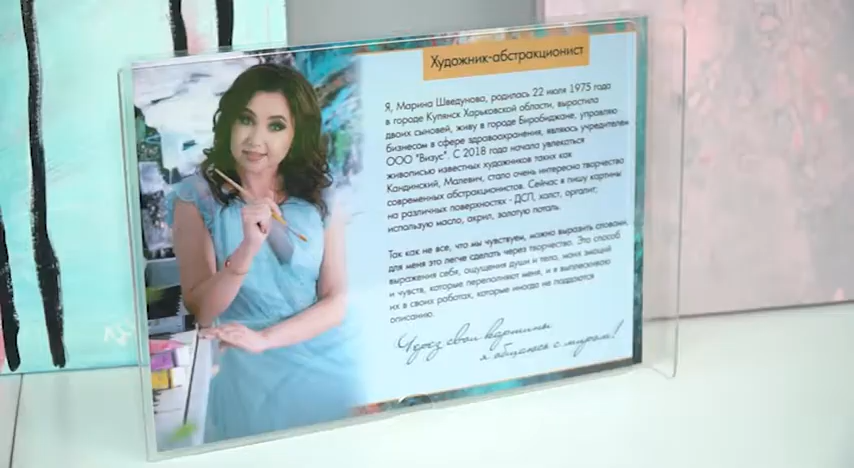 Художник-абстракционист
Я, Марина Шведунова, родилась 22 июля 1975 года
в городе Купянск Харьковской области, вырастила
двоих сыновей, живу в городе Биробиджане, управляю
бизнесом в сфере здравоохранения, являюсь учредителем
ООО "Визус". С 2018 года начала увлекаться
живописью известных художников таких как
Кандинский, Малевич, стало очень интересно творчество
современных абстракционистов. Сейчас я пишу картины
на различных поверхностях - ДСП, холст, оргалит;
использую масло, акрил, золотую поталь.
Так как не все, что мы чувствуем, можно выразить словами,
для меня это легче сделать через творчество. Это способ
выражения себя, ощущения души и тела, моих эмоций
и чувств, которые переполняют меня, и я выплескиваю
их в своих работах, которые иногда не поддаются
описанию.
Через свои картины
я общаюсь с миром!